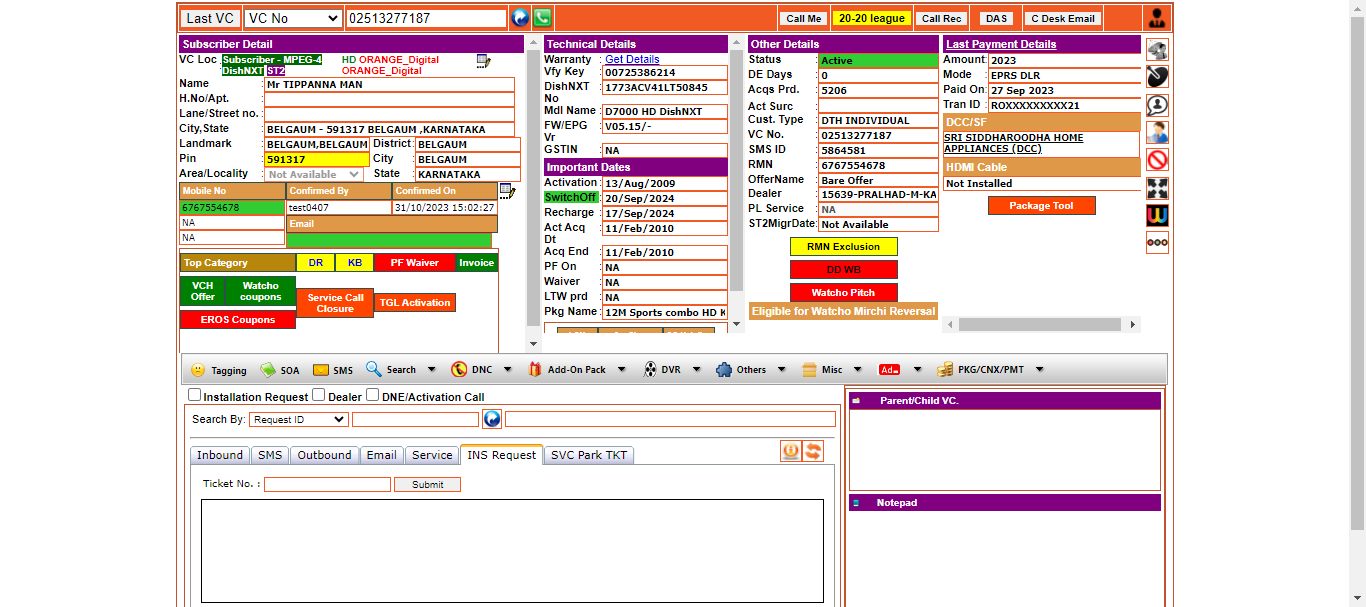 Last VC VC No 02513277187 Call Me 20-20 league Call Rec DAS C Desk Email
Subscriber Detail
VC Loc : Subscriber - MPEG-4 HD ORANGE_Digital
DishNXT ST2 ORANGE_Digital
Name : Mr TIPPANNA MAN
H.No/Apt. :
Lane/Street no. :
City,State : BELGAUM - 591317 BELGAUM ,KARNATAKA
Landmark : BELGAUM,BELGAUM District : BELGAUM
Pin : 591317 City : BELGAUM
Area/Locality : Not Available State : KARNATAKA
Mobile No Confirmed By Confirmed On
6767554678 test0407 31/10/2023 15:02:27
NA Email
NA
Top Category DR KB PF Waiver Invoice
VCH Offer Watcho coupons Service Call Closure TGL Activation
EROS Coupons
Technical Details
Warranty : Get Details
Vfy Key : 00725386214
DishNXT No : 1773ACV41LT50845
Mdl Name : D7000 HD DishNXT
FW/EPG Vr : V05.15/-
GSTIN : NA
Important Dates
Activation : 13/Aug/2009
SwitchOff : 20/Sep/2024
Recharge : 17/Sep/2024
Act Acq Dt : 11/Feb/2010
Acq End : 11/Feb/2010
PF On : NA
Waiver : NA
LTW prd : NA
Pkg Name : 12M Sports combo HD K
Other Details
Status : Active
DE Days : 0
Acqs Prd. : 5206
Act Surc :
Cust. Type : DTH INDIVIDUAL
VC No. : 02513277187
SMS ID : 5864581
RMN : 6767554678
OfferName : Bare Offer
Dealer : 15639-PRALHAD-M-KA
PL Service : NA
ST2MigrDate : Not Available
RMN Exclusion
DD WB
Watcho Pitch
Eligible for Watcho Mirchi Reversal
Last Payment Details
Amount : 2023
Mode : EPRS DLR
Paid On : 27 Sep 2023
Tran ID : ROXXXXXXXXX21
DCC/SF
SRI SIDDHAROODHA HOME
APPLIANCES (DCC)
HDMI Cable
Not Installed
Package Tool
Tagging SOA SMS Search DNC Add-On Pack DVR Others Misc Ad PKG/CNX/PMT
Installation Request Dealer DNE/Activation Call
Search By: Request ID
Inbound SMS Outbound Email Service INS Request SVC Park TKT
Ticket No. : Submit
Parent/Child VC.
Notepad